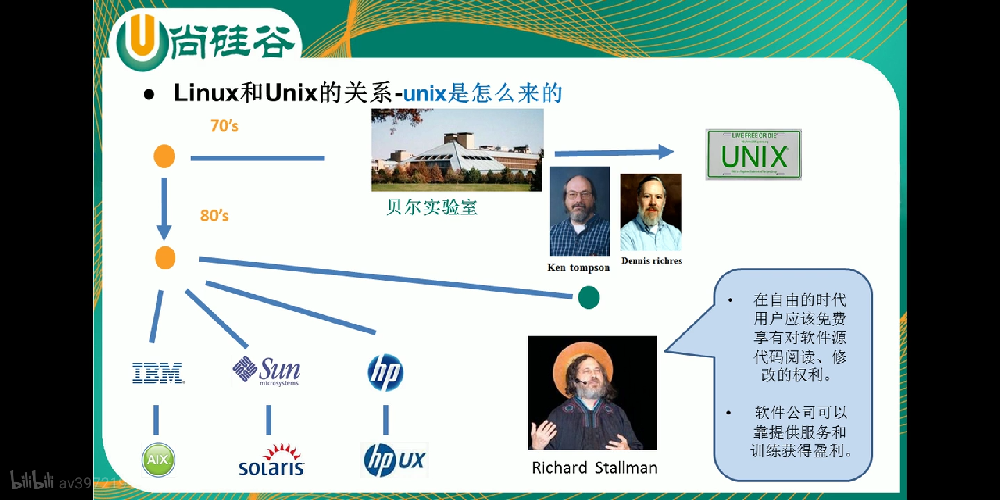 尚硅谷
Linux和Unix的关系-unix是怎么来的
70's
LIVE FREE OR DIE
UNIX
贝尔实验室
80's
Ken tompson
Dennis richres
在自由的时代
用户应该免费
享有对软件源
代码阅读、修
改的权利。
软件公司可以
靠提供服务和
训练获得盈利。
IBM
Sun
microsystems
hp
AIX
SOLARIS
hp UX
Richard Stallman
bilibili